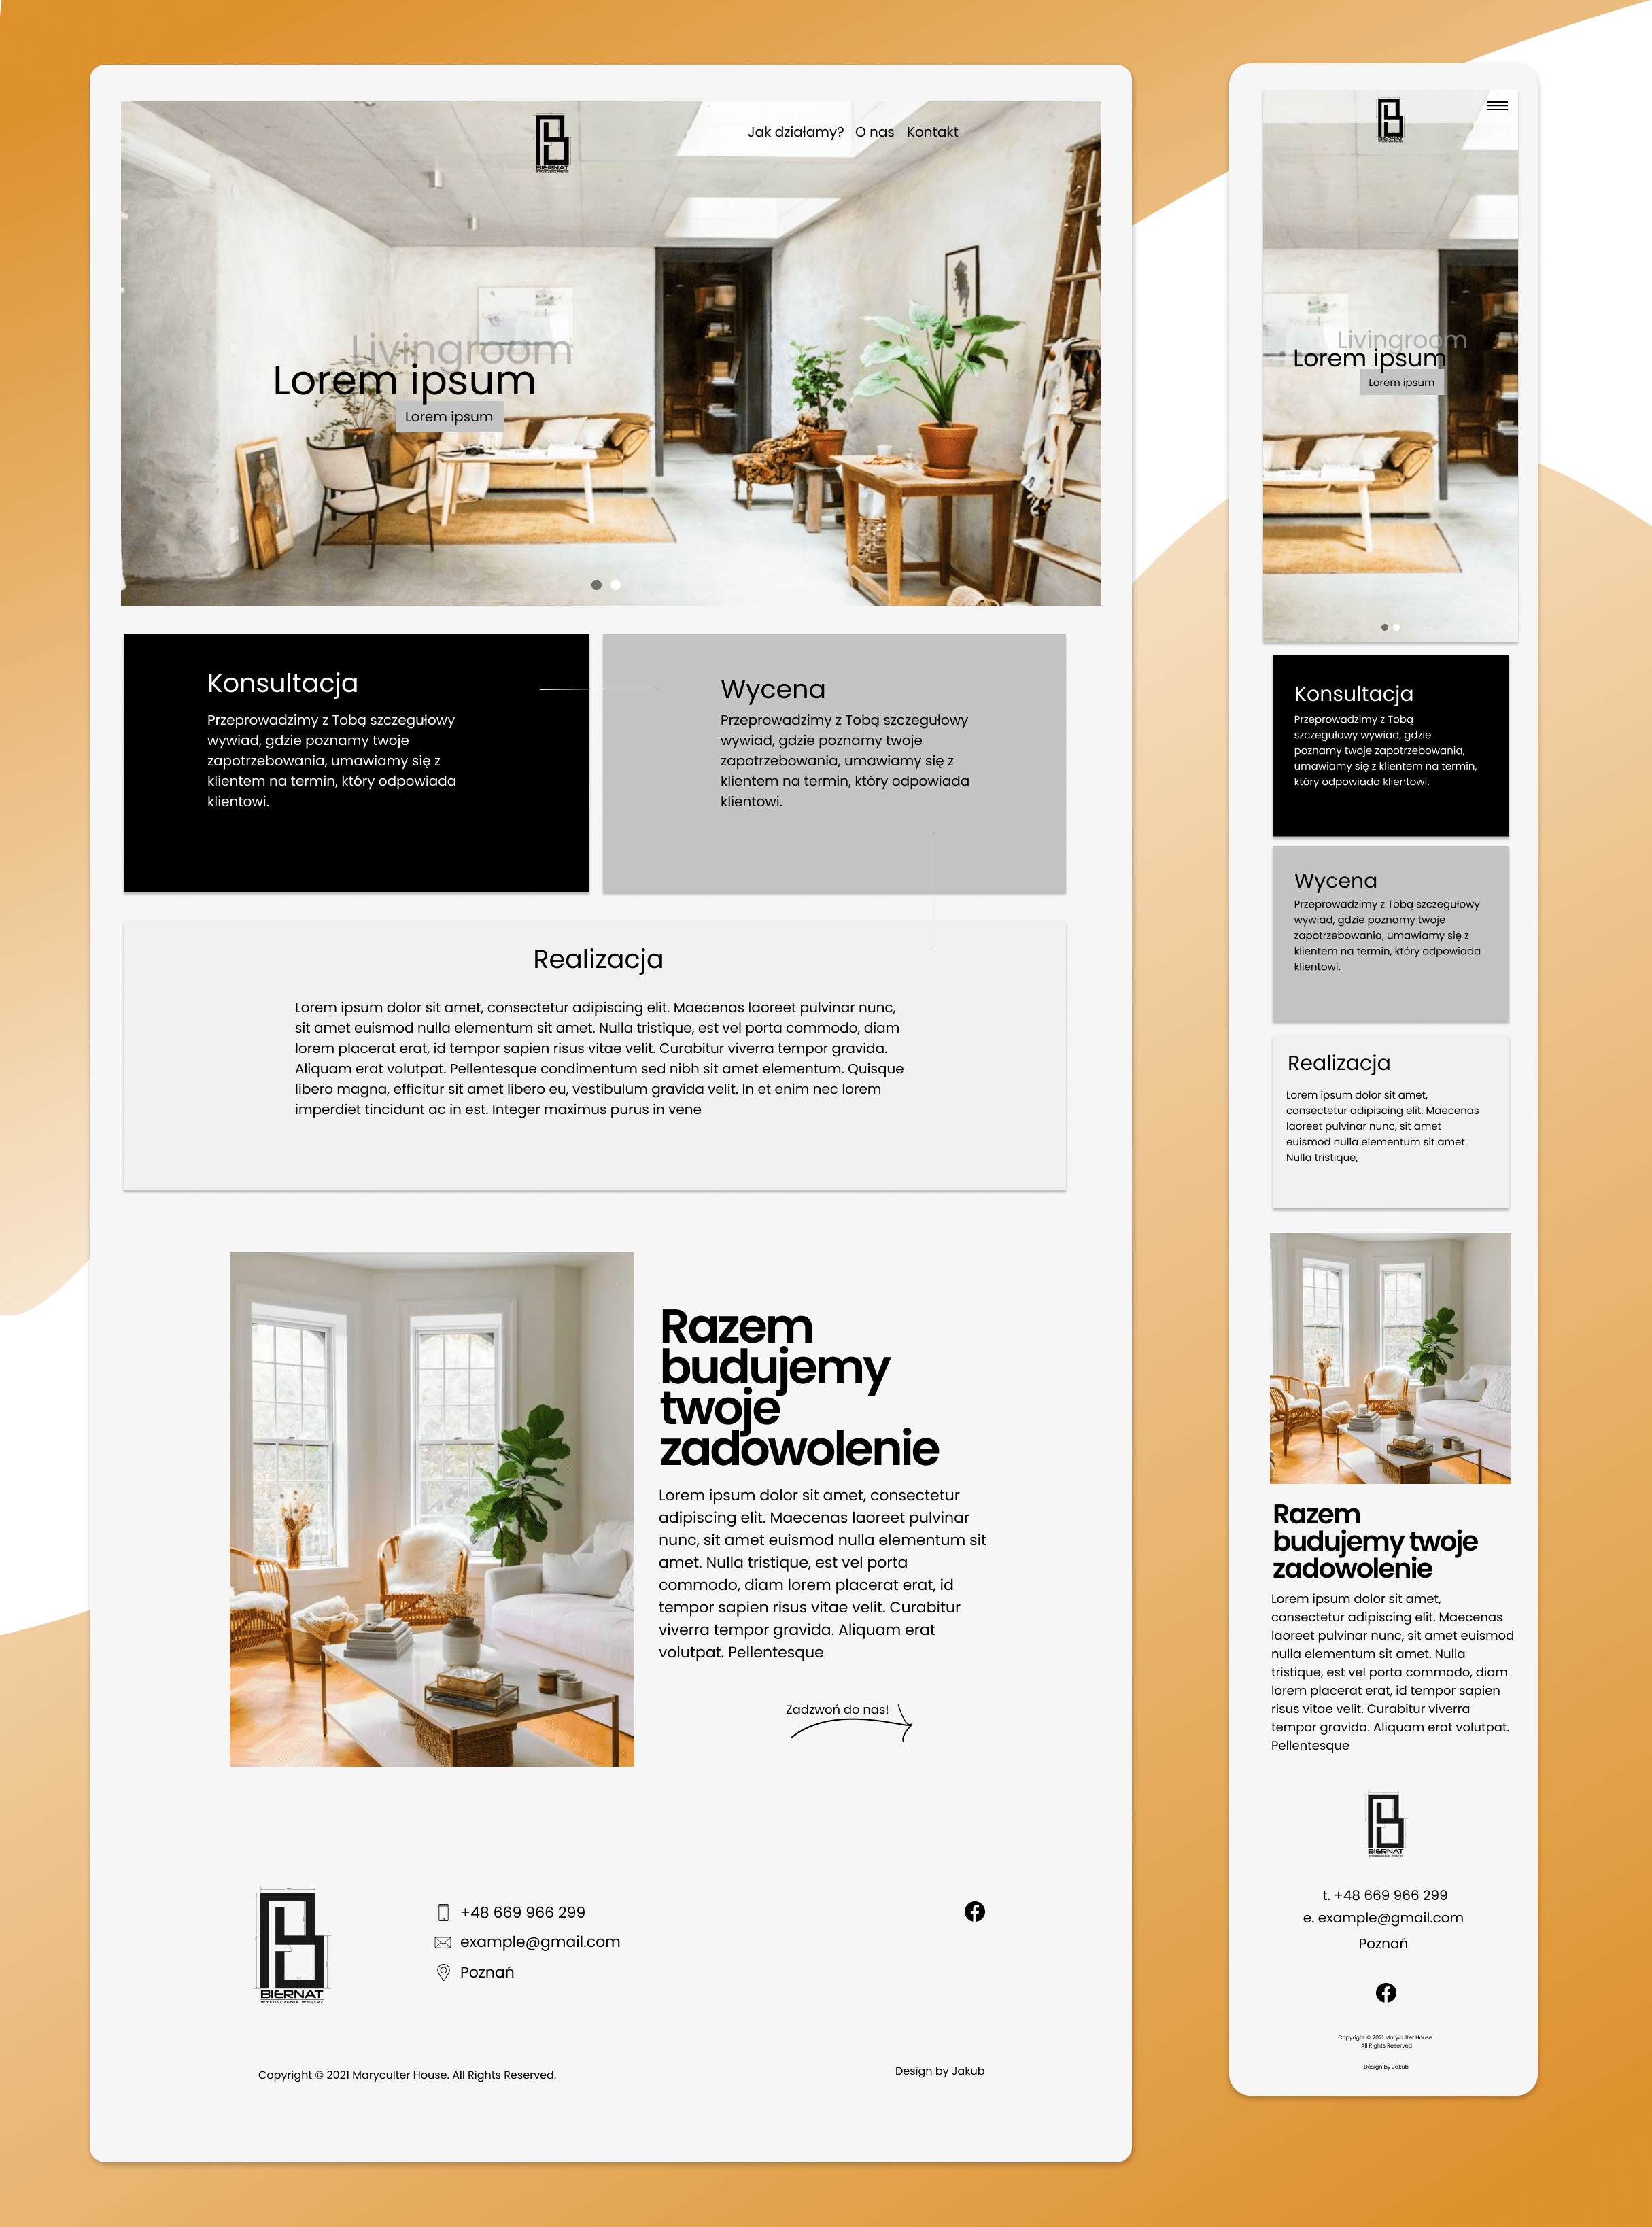 BIERNAT
Jak działamy? O nas Kontakt
Livingroom
Lorem ipsum
Lorem ipsum
Konsultacja
Przeprowadzimy z Tobą szczegułowy
wywiad, gdzie poznamy twoje
zapotrzebowania, umawiamy się z
klientem na termin, który odpowiada
klientowi.
Wycena
Przeprowadzimy z Tobą szczegułowy
wywiad, gdzie poznamy twoje
zapotrzebowania, umawiamy się z
klientem na termin, który odpowiada
klientowi.
Realizacja
Lorem ipsum dolor sit amet, consectetur adipiscing elit. Maecenas laoreet pulvinar nunc,
sit amet euismod nulla elementum sit amet. Nulla tristique, est vel porta commodo, diam
lorem placerat erat, id tempor sapien risus vitae velit. Curabitur viverra tempor gravida.
Aliquam erat volutpat. Pellentesque condimentum sed nibh sit amet elementum. Quisque
libero magna, efficitur sit amet libero eu, vestibulum gravida velit. In et enim nec lorem
imperdiet tincidunt ac in est. Integer maximus purus in vene
Razem
budujemy
twoje
zadowolenie
Lorem ipsum dolor sit amet, consectetur
adipiscing elit. Maecenas laoreet pulvinar
nunc, sit amet euismod nulla elementum sit
amet. Nulla tristique, est vel porta
commodo, diam lorem placerat erat, id
tempor sapien risus vitae velit. Curabitur
viverra tempor gravida. Aliquam erat
volutpat. Pellentesque
Zadzwoń do nas!
BIERNAT
WYKOŃCZENIA WNĘTRZ
+48 669 966 299
example@gmail.com
Poznań
Copyright © 2021 Maryculter House. All Rights Reserved.
Design by Jakub
BIERNAT
Livingroom
Lorem ipsum
Lorem ipsum
Konsultacja
Przeprowadzimy z Tobą
szczegułowy wywiad, gdzie
poznamy twoje zapotrzebowania,
umawiamy się z klientem na termin,
który odpowiada klientowi.
Wycena
Przeprowadzimy z Tobą szczegułowy
wywiad, gdzie poznamy twoje
zapotrzebowania, umawiamy się z
klientem na termin, który odpowiada
klientowi.
Realizacja
Lorem ipsum dolor sit amet,
consectetur adipiscing elit. Maecenas
laoreet pulvinar nunc, sit amet
euismod nulla elementum sit amet.
Nulla tristique,
Razem
budujemy twoje
zadowolenie
Lorem ipsum dolor sit amet,
consectetur adipiscing elit. Maecenas
laoreet pulvinar nunc, sit amet euismod
nulla elementum sit amet. Nulla
tristique, est vel porta commodo, diam
lorem placerat erat, id tempor sapien
risus vitae velit. Curabitur viverra
tempor gravida. Aliquam erat volutpat.
Pellentesque
BIERNAT
t. +48 669 966 299
e. example@gmail.com
Poznań
Copyright © 2021 Maryculter House.
All Rights Reserved
Design by Jakub